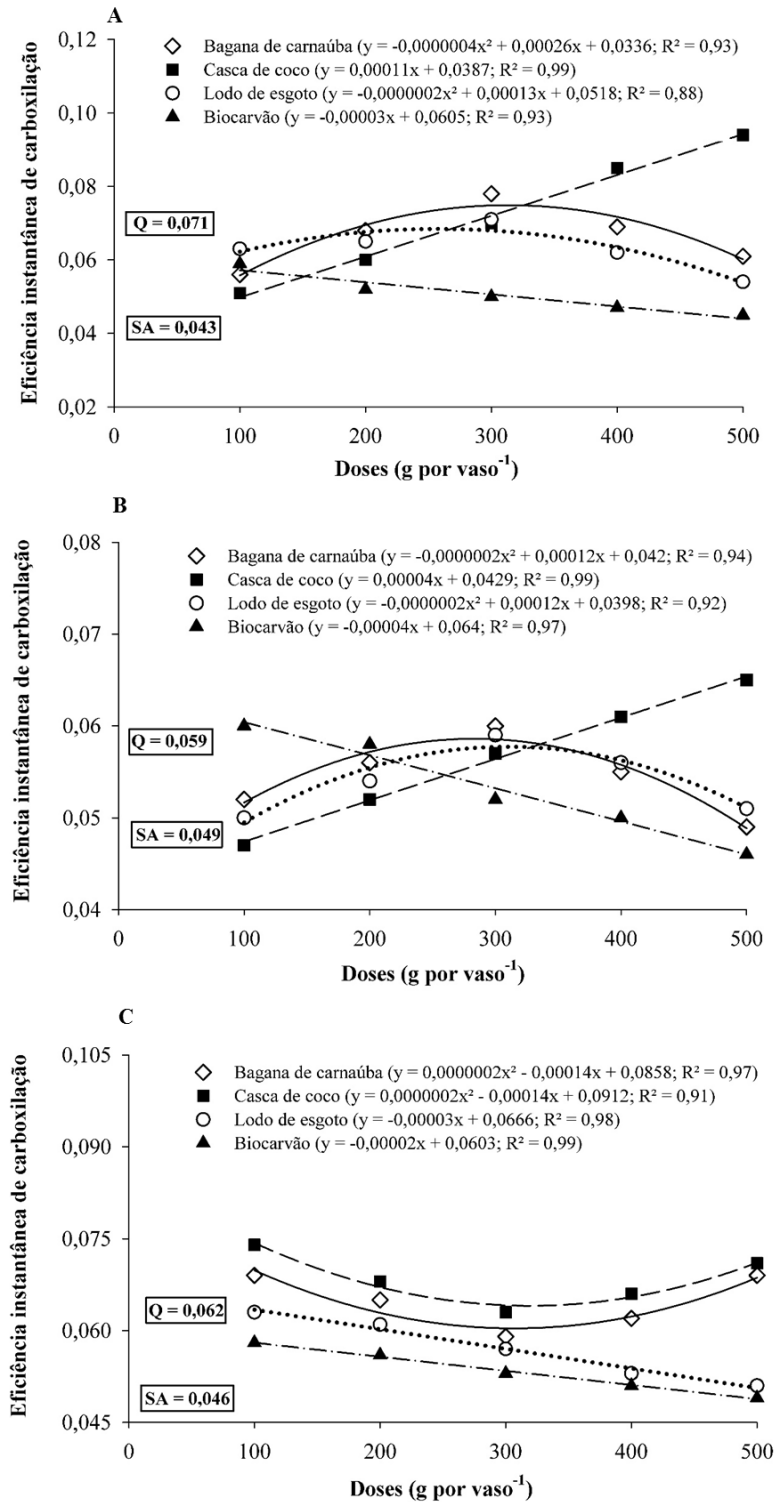 A
Eficiência instantânea de carboxilação
0,12
0,10
0,08
0,06
0,04
0,02
Bagana de carnaúba (y = -0,0000004x² + 0,00026x + 0,0336; R² = 0,93)
Casca de coco (y = 0,00011x + 0,0387; R² = 0,99)
Lodo de esgoto (y = -0,0000002x² + 0,00013x + 0,0518; R² = 0,88)
Biocarvão (y = -0,00003x + 0,0605; R² = 0,93)
Q = 0,071
SA = 0,043
0 100 200 300 400 500
Doses (g por vaso⁻¹)
B
Eficiência instantânea de carboxilação
0,08
0,07
0,06
0,05
0,04
Bagana de carnaúba (y = -0,0000002x² + 0,00012x + 0,042; R² = 0,94)
Casca de coco (y = 0,00004x + 0,0429; R² = 0,99)
Lodo de esgoto (y = -0,0000002x² + 0,00012x + 0,0398; R² = 0,92)
Biocarvão (y = -0,00004x + 0,064; R² = 0,97)
Q = 0,059
SA = 0,049
0 100 200 300 400 500
Doses (g por vaso⁻¹)
C
Eficiência instantânea de carboxilação
0,105
0,090
0,075
0,060
0,045
Bagana de carnaúba (y = 0,0000002x² - 0,00014x + 0,0858; R² = 0,97)
Casca de coco (y = 0,0000002x² - 0,00014x + 0,0912; R² = 0,91)
Lodo de esgoto (y = -0,00003x + 0,0666; R² = 0,98)
Biocarvão (y = -0,00002x + 0,0603; R² = 0,99)
Q = 0,062
SA = 0,046
0 100 200 300 400 500
Doses (g por vaso⁻¹)